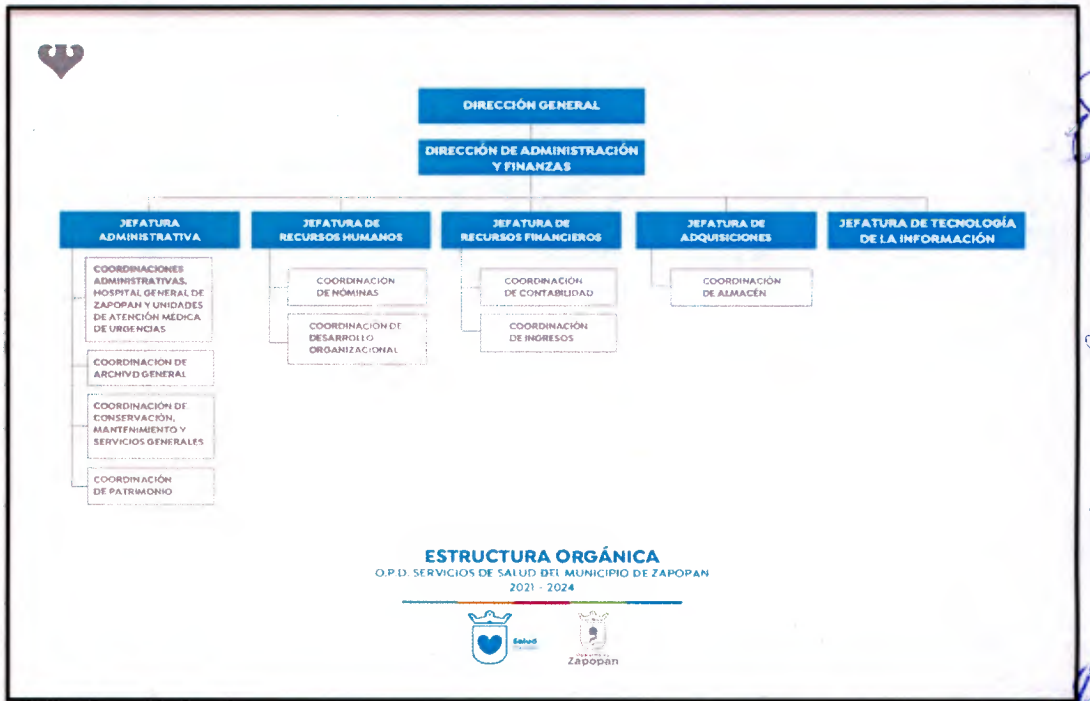 DIRECCIÓN GENERAL
DIRECCIÓN DE ADMINISTRACIÓN
Y FINANZAS
JEFATURA
ADMINISTRATIVA
COORDINACIONES
ADMINISTRATIVAS,
HOSPITAL GENERAL DE
ZAPOPAN Y UNIDADES
DE ATENCIÓN MÉDICA
DE URGENCIAS
COORDINACIÓN DE
ARCHIVO GENERAL
COORDINACIÓN DE
CONSERVACIÓN,
MANTENIMIENTO Y
SERVICIOS GENERALES
COORDINACIÓN
DE PATRIMONIO
JEFATURA DE
RECURSOS HUMANOS
COORDINACIÓN
DE NÓMINAS
COORDINACIÓN DE
DESARROLLO
ORGANIZACIONAL
JEFATURA DE
RECURSOS FINANCIEROS
COORDINACIÓN
DE CONTABILIDAD
COORDINACIÓN
DE INGRESOS
JEFATURA DE
ADQUISICIONES
COORDINACIÓN
DE ALMACÉN
JEFATURA DE TECNOLOGÍA
DE LA INFORMACIÓN
ESTRUCTURA ORGÁNICA
O.P.D. SERVICIOS DE SALUD DEL MUNICIPIO DE ZAPOPAN
2021 - 2024
Salud
Zapopan